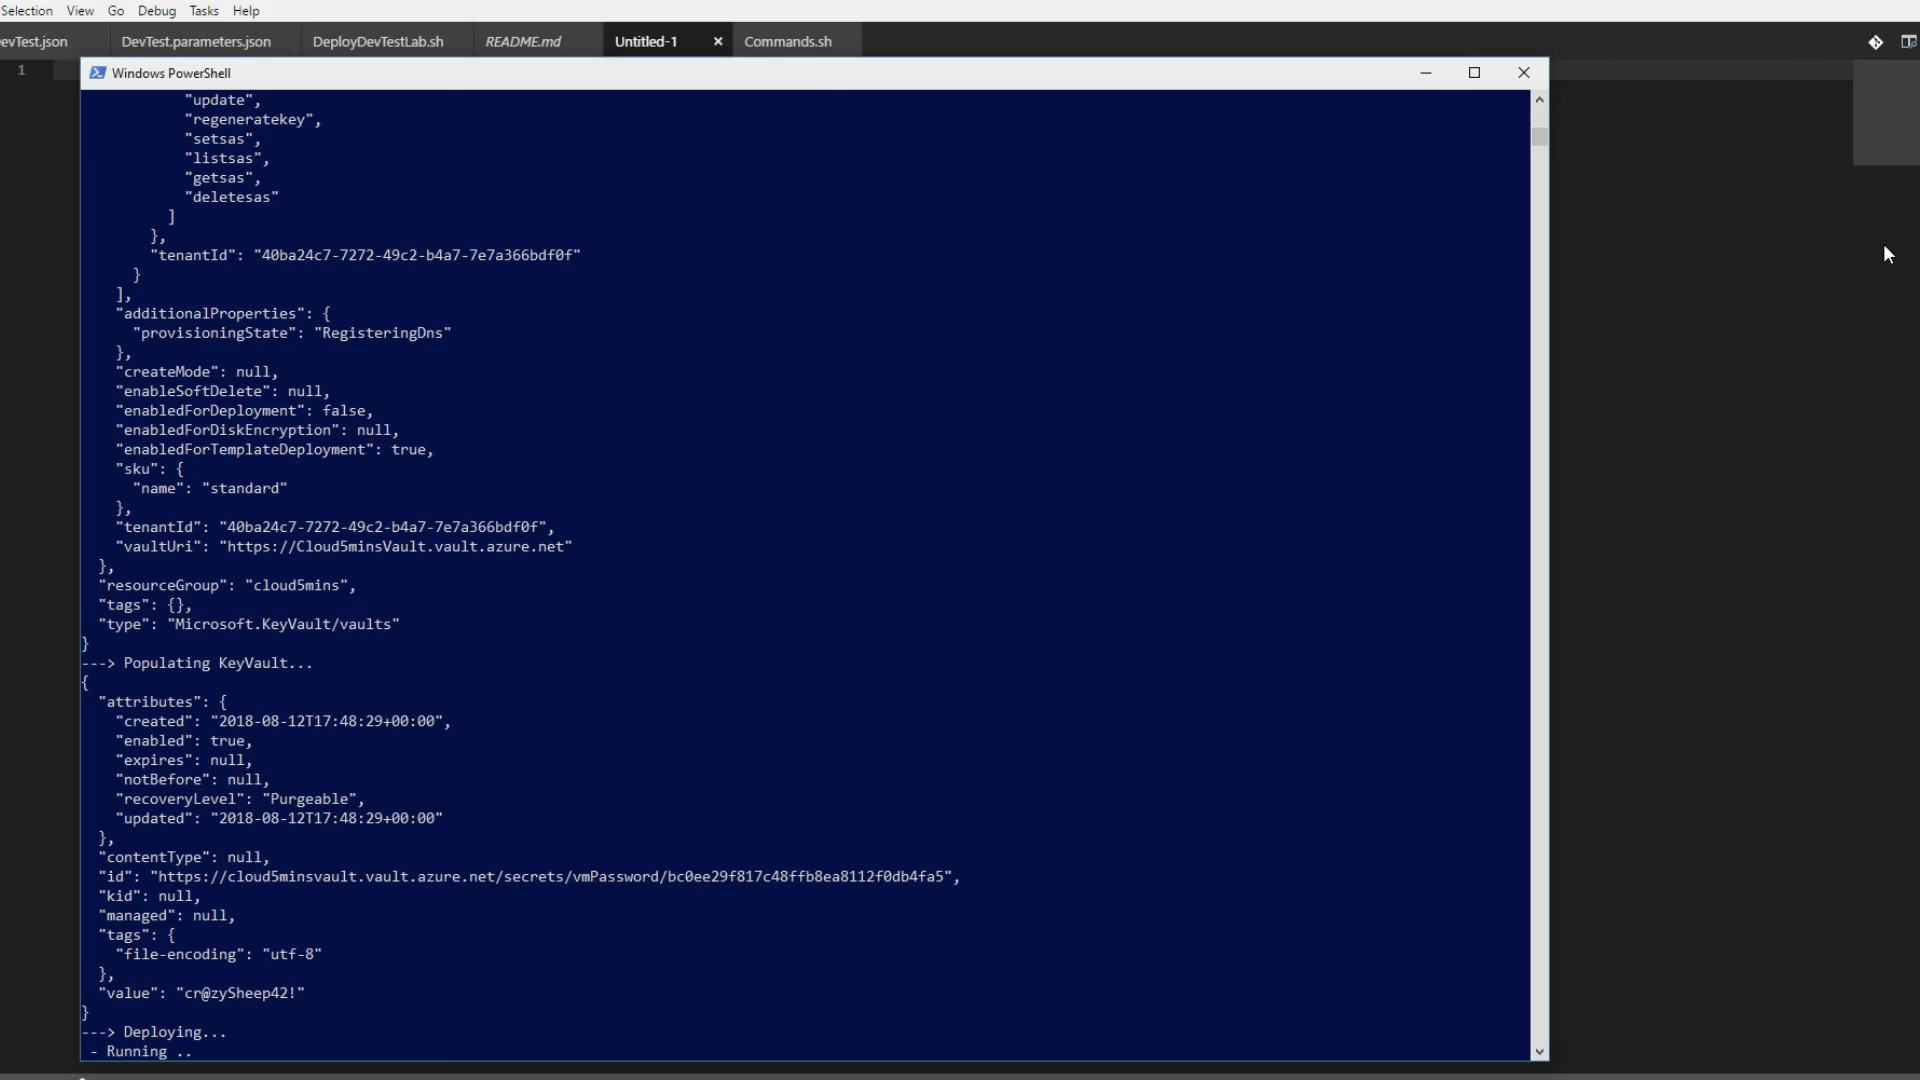 Selection View Go Debug Tasks Help
evTest.json DevTest.parameters.json DeployDevTestLab.sh README.md Untitled-1 × Commands.sh
1
Windows PowerShell
"update",
"regeneratekey",
"setsas",
"listsas",
"getsas",
"deletesas"
]
},
"tenantId": "40ba24c7-7272-49c2-b4a7-7e7a366bdf0f"
}
],
"additionalProperties": {
"provisioningState": "RegisteringDns"
},
"createMode": null,
"enableSoftDelete": null,
"enabledForDeployment": false,
"enabledForDiskEncryption": null,
"enabledForTemplateDeployment": true,
"sku": {
"name": "standard"
},
"tenantId": "40ba24c7-7272-49c2-b4a7-7e7a366bdf0f",
"vaultUri": "https://Cloud5minsVault.vault.azure.net"
},
"resourceGroup": "cloud5mins",
"tags": {},
"type": "Microsoft.KeyVault/vaults"
}
---> Populating KeyVault...
{
"attributes": {
"created": "2018-08-12T17:48:29+00:00",
"enabled": true,
"expires": null,
"notBefore": null,
"recoveryLevel": "Purgeable",
"updated": "2018-08-12T17:48:29+00:00"
},
"contentType": null,
"id": "https://cloud5minsvault.vault.azure.net/secrets/vmPassword/bc0ee29f817c48ffb8ea8112f0db4fa5",
"kid": null,
"managed": null,
"tags": {
"file-encoding": "utf-8"
},
"value": "cr@zySheep42!"
}
---> Deploying...
- Running ..